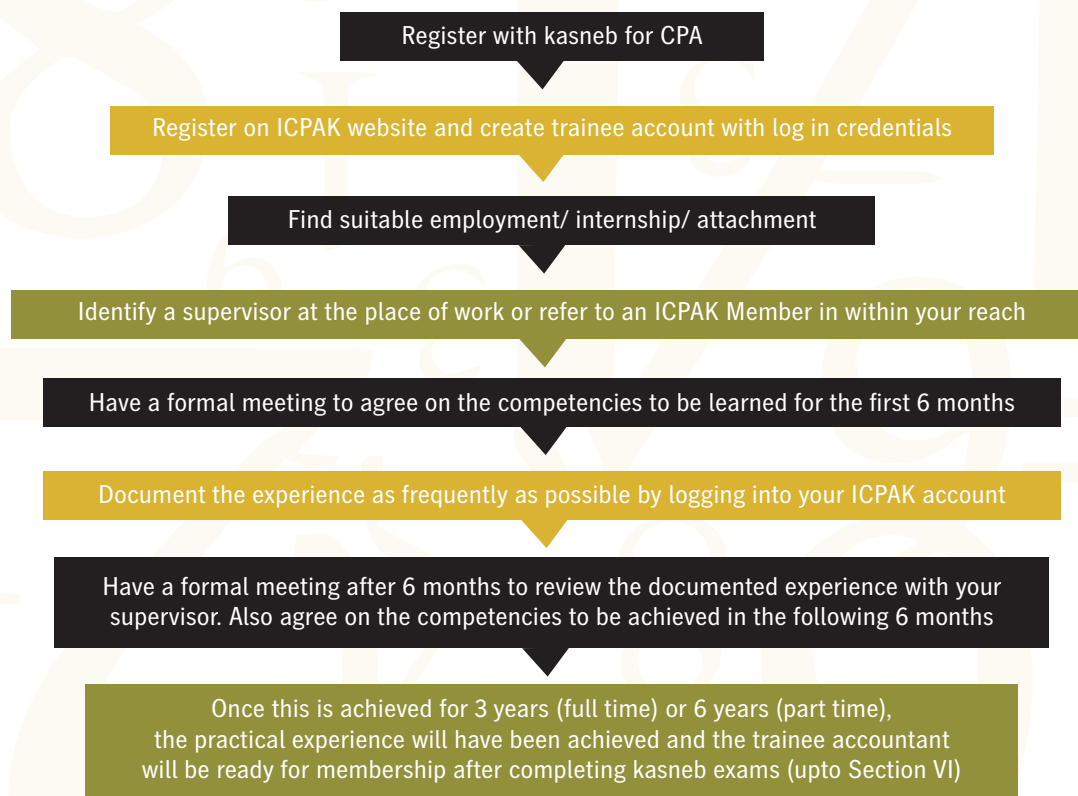 Register with kasneb for CPA
Register on ICPAK website and create trainee account with log in credentials
Find suitable employment/ internship/ attachment
Identify a supervisor at the place of work or refer to an ICPAK Member in within your reach
Have a formal meeting to agree on the competencies to be learned for the first 6 months
Document the experience as frequently as possible by logging into your ICPAK account
Have a formal meeting after 6 months to review the documented experience with your
supervisor. Also agree on the competencies to be achieved in the following 6 months
Once this is achieved for 3 years (full time) or 6 years (part time),
the practical experience will have been achieved and the trainee accountant
will be ready for membership after completing kasneb exams (upto Section VI)